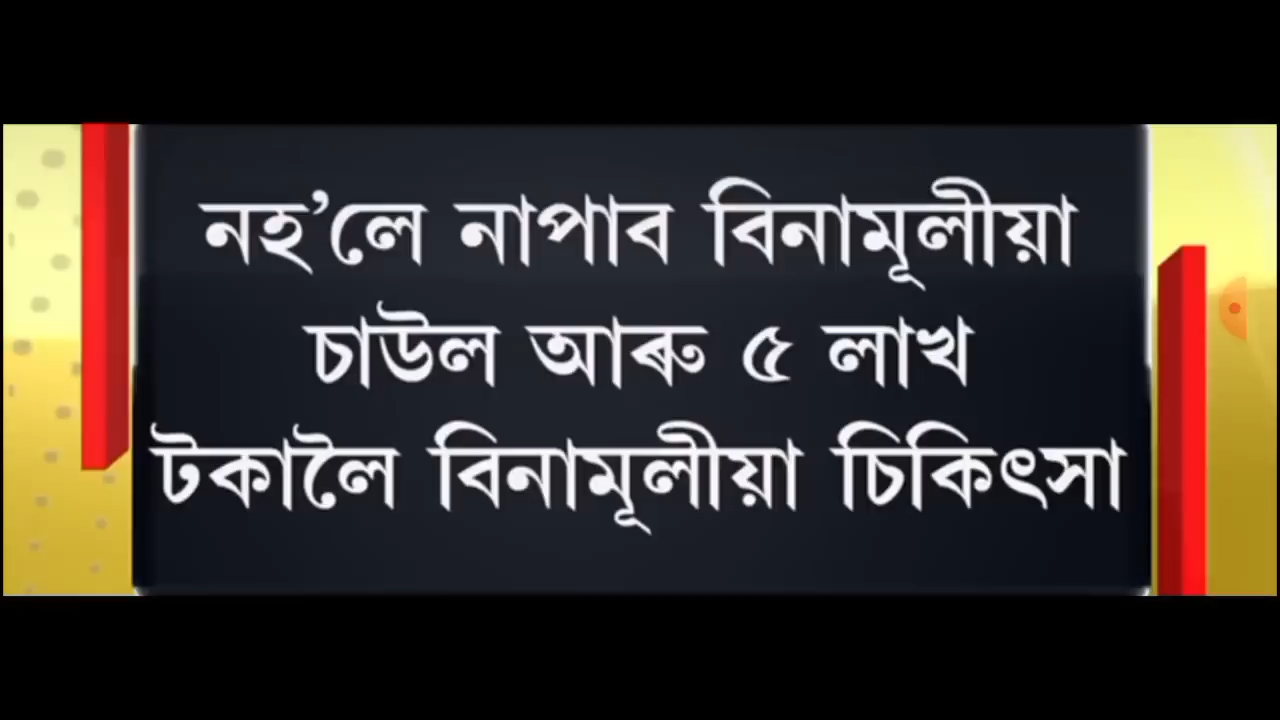 নহ’লে নাপাব বিনামূলীয়া
চাউল আৰু ৫ লাখ
টকালৈ বিনামূলীয়া চিকিৎসা